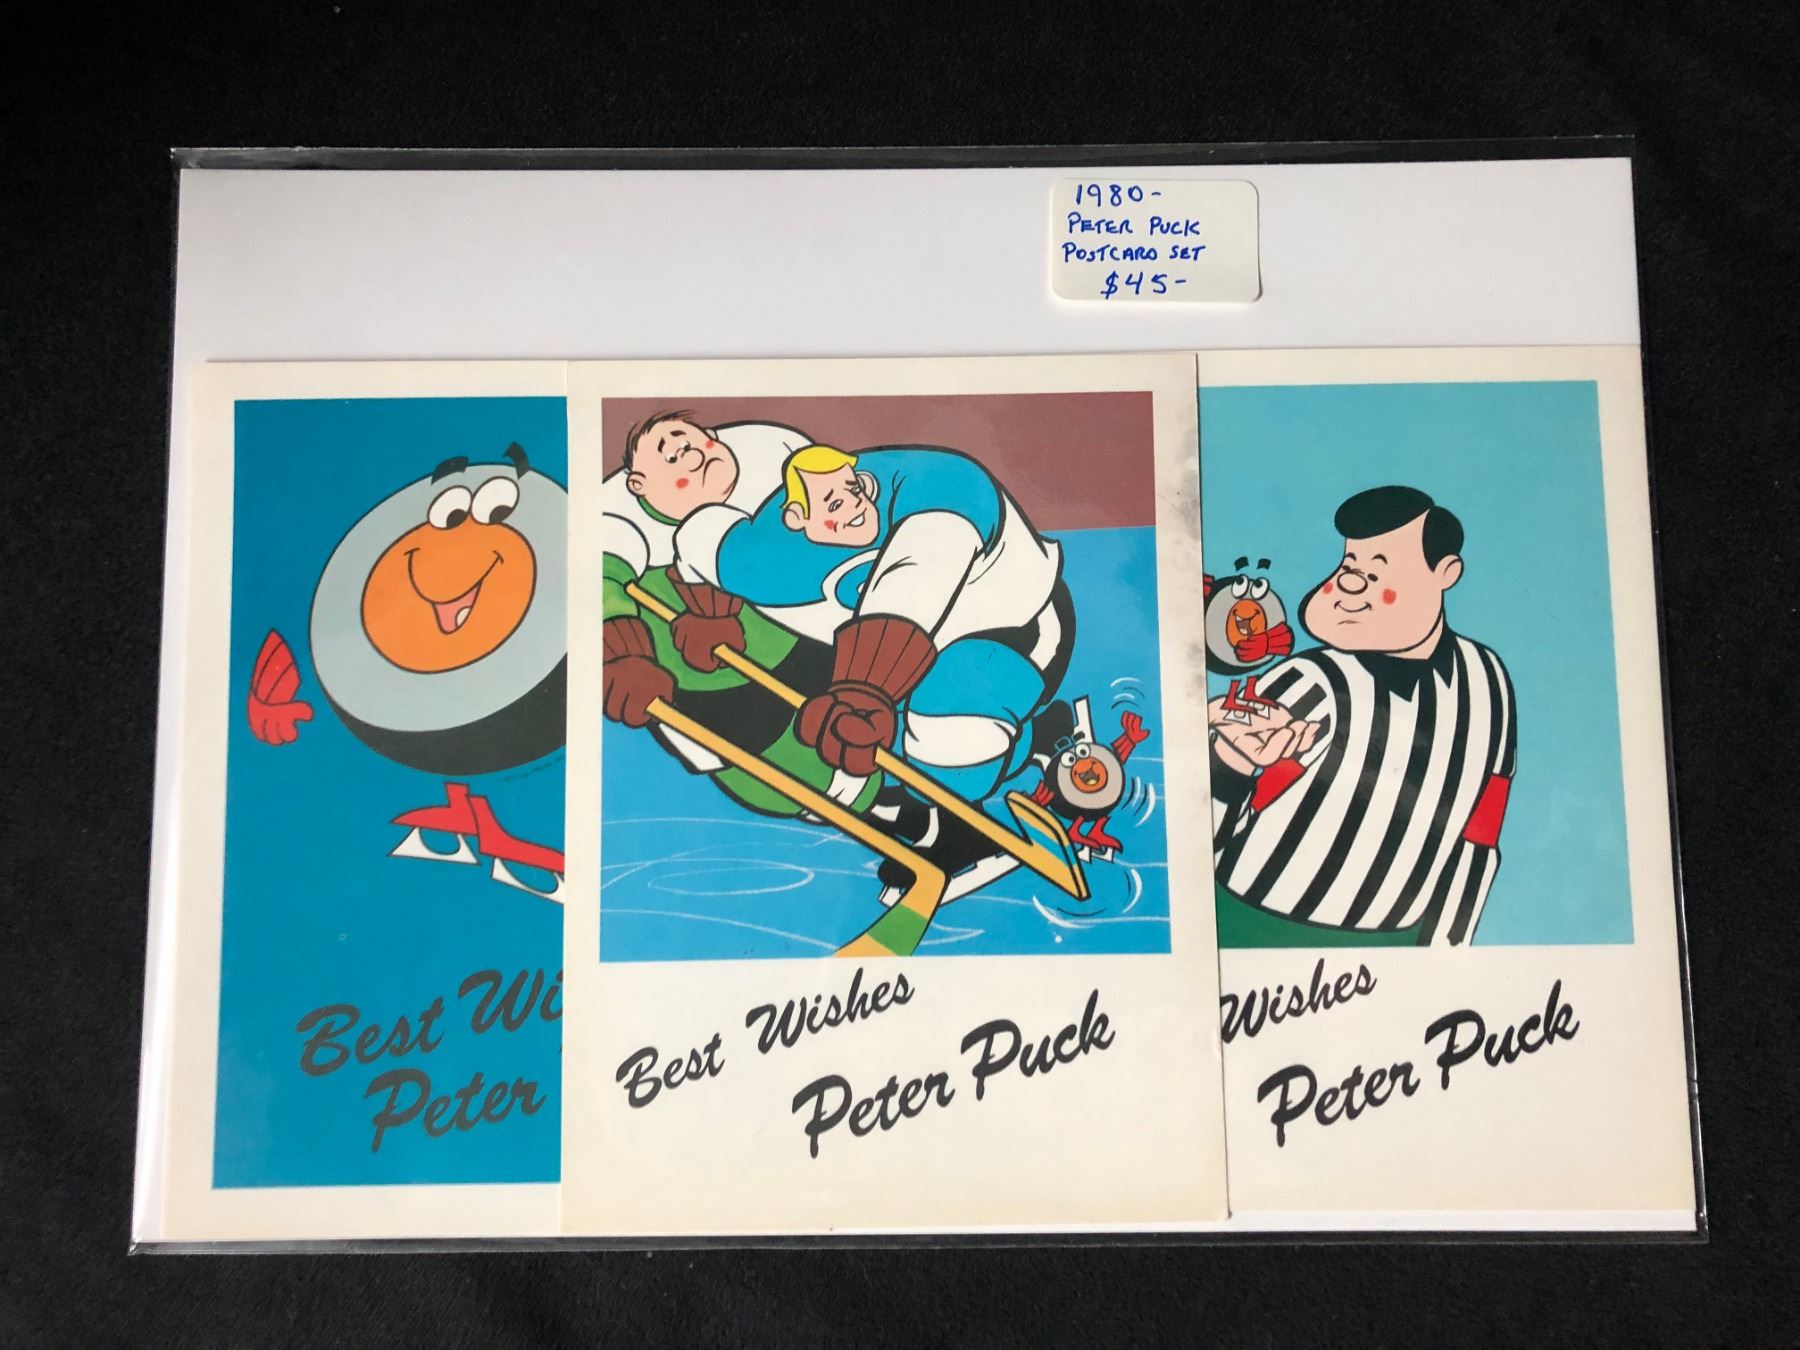 1980-
PETER PUCK
POSTCARD SET
$45-
Best Wi
Peter
Best Wishes
Peter Puck
Wishes
Peter Puck